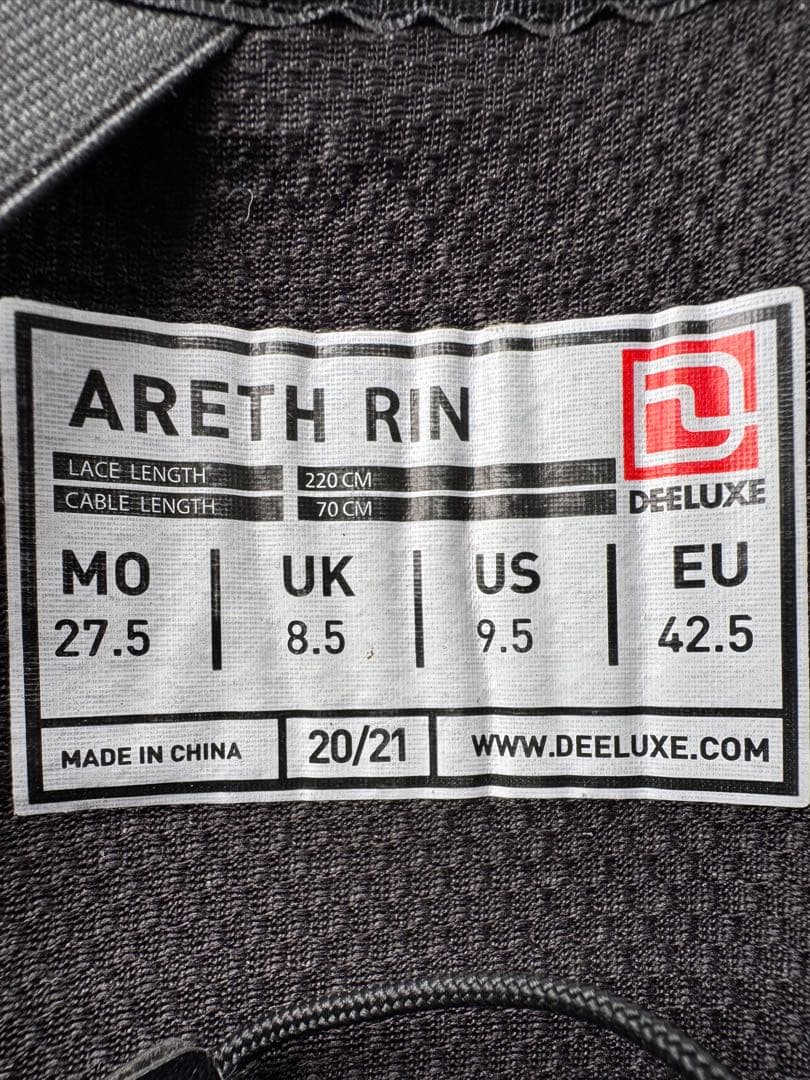 ARETH RIN
LACE LENGTH 220 CM
CABLE LENGTH 70 CM
DEELUXE
MO UK US EU
27.5 8.5 9.5 42.5
MADE IN CHINA 20/21 WWW.DEELUXE.COM